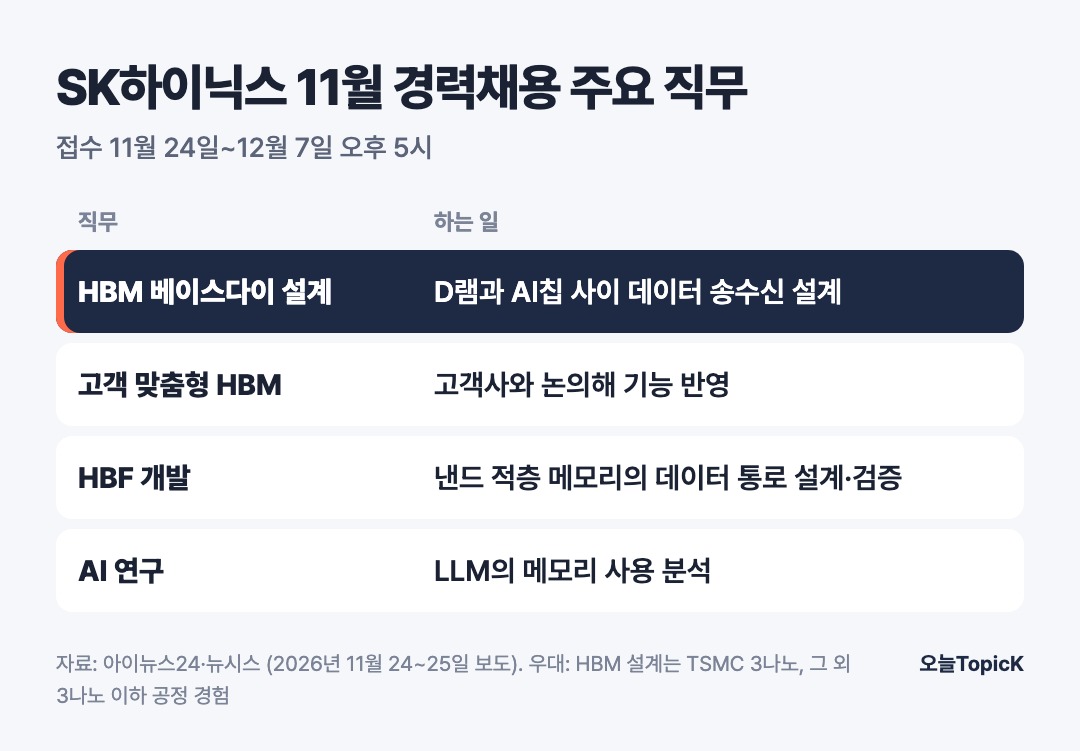 SK하이닉스 11월 경력채용 주요 직무
접수 11월 24일~12월 7일 오후 5시
직무 하는 일
HBM 베이스다이 설계 D램과 AI칩 사이 데이터 송수신 설계
고객 맞춤형 HBM 고객사와 논의해 기능 반영
HBF 개발 낸드 적층 메모리의 데이터 통로 설계·검증
AI 연구 LLM의 메모리 사용 분석
자료: 아이뉴스24·뉴시스 (2026년 11월 24~25일 보도). 우대: HBM 설계는 TSMC 3나노, 그 외 오늘TopicK
3나노 이하 공정 경험